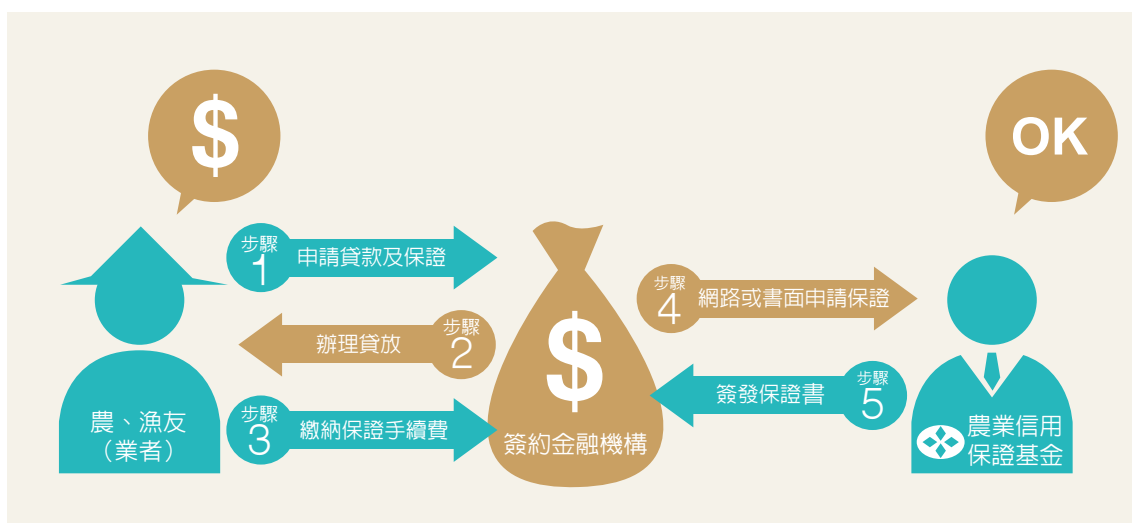 $
OK
步驟
1
申請貸款及保證
辦理貸放
步驟
2
步驟
3
繳納保證手續費
農、漁友
（業者）
$
簽約金融機構
步驟
4
網路或書面申請保證
簽發保證書
步驟
5
農業信用
保證基金